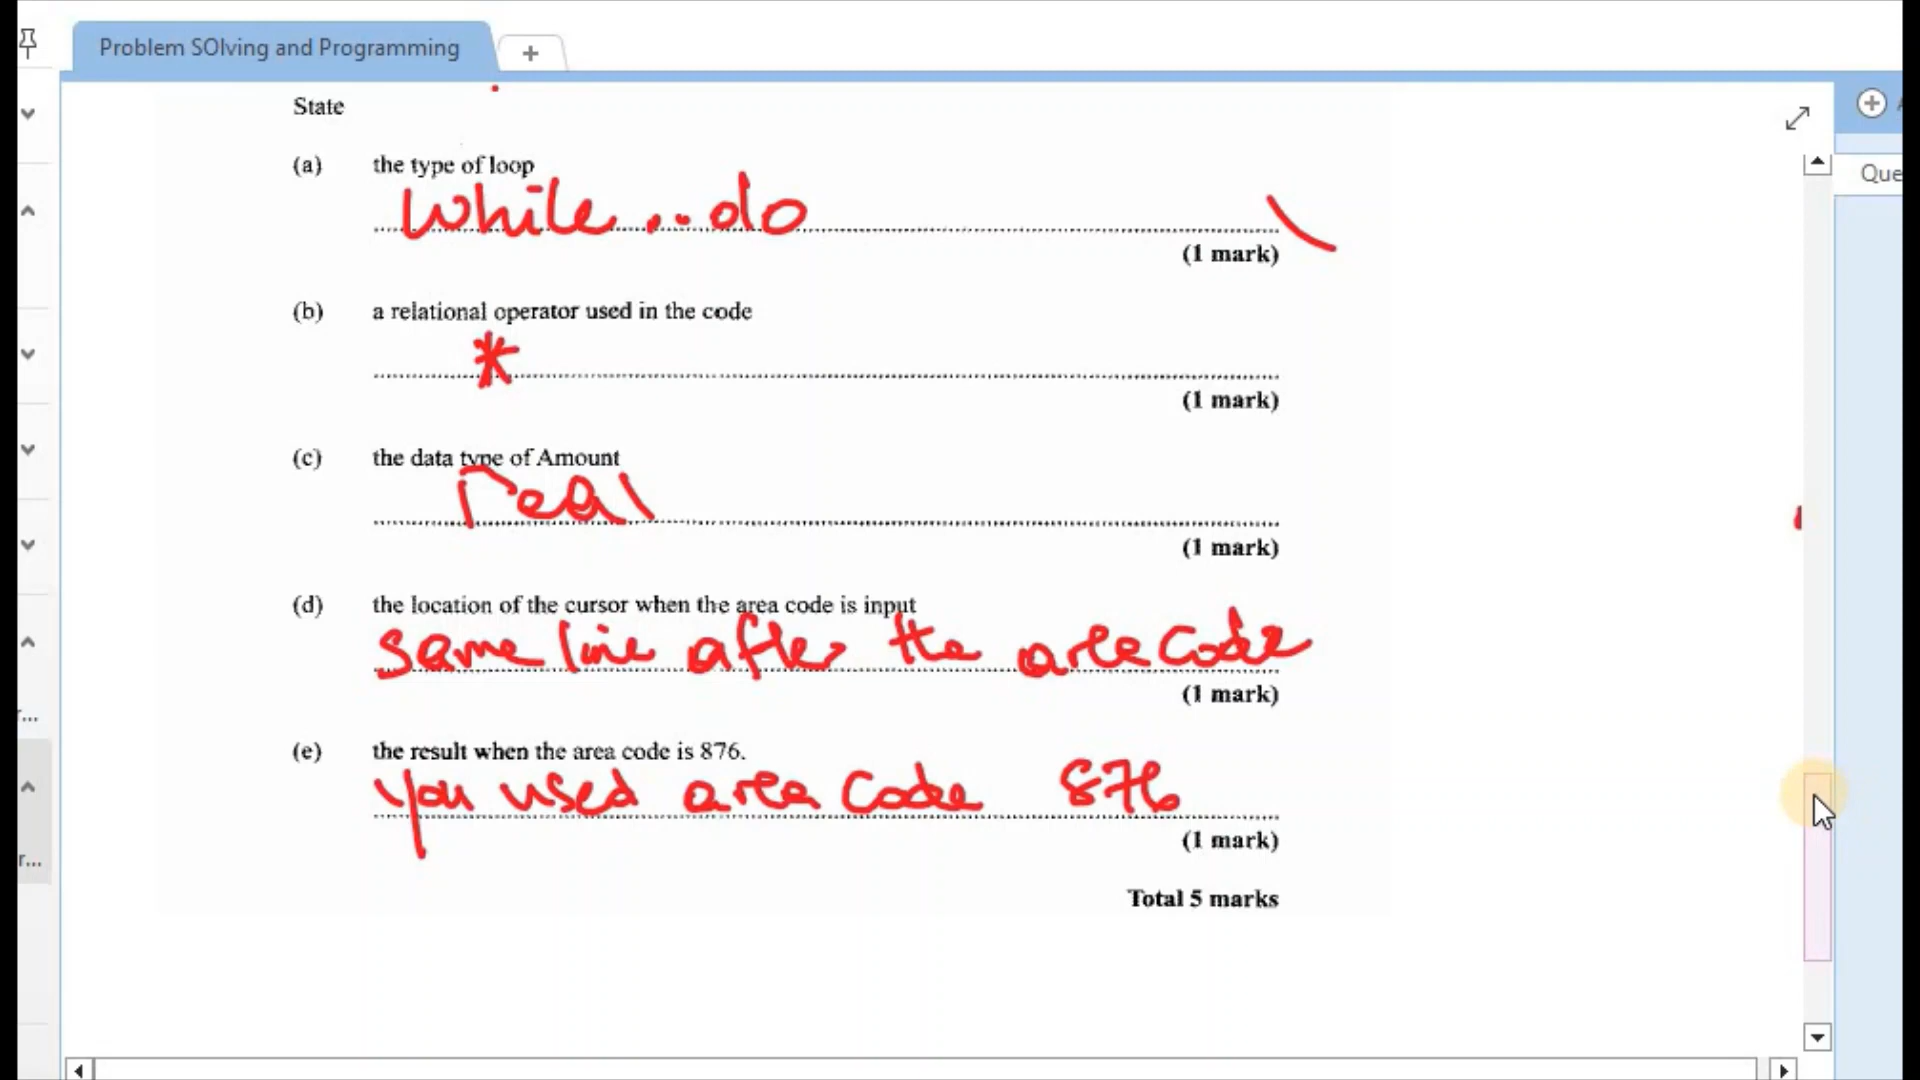 Problem SOlving and Programming
+
State
(a) the type of loop
While...do
(1 mark)
(b) a relational operator used in the code
*
(1 mark)
(c) the data type of Amount
real
(1 mark)
(d) the location of the cursor when the area code is input
same line after the area code
(1 mark)
(e) the result when the area code is 876.
You used area code 876
(1 mark)
Total 5 marks
Que
r...
r...